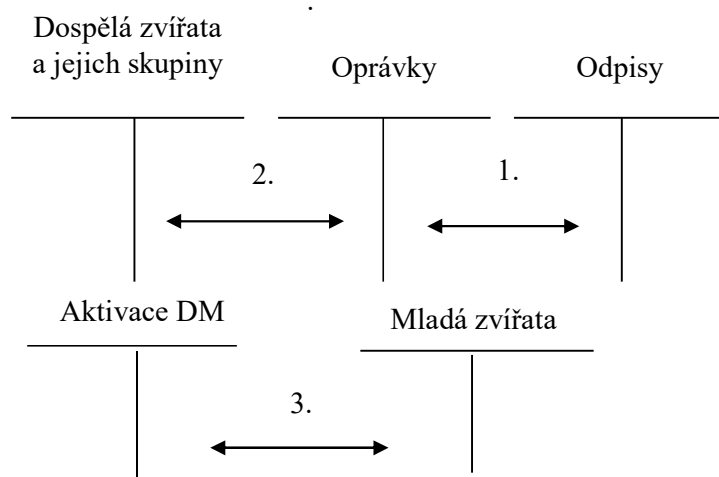 .
Dospělá zvířata
a jejich skupiny
Oprávky
Odpisy
2.
1.
Aktivace DM
Mladá zvířata
3.